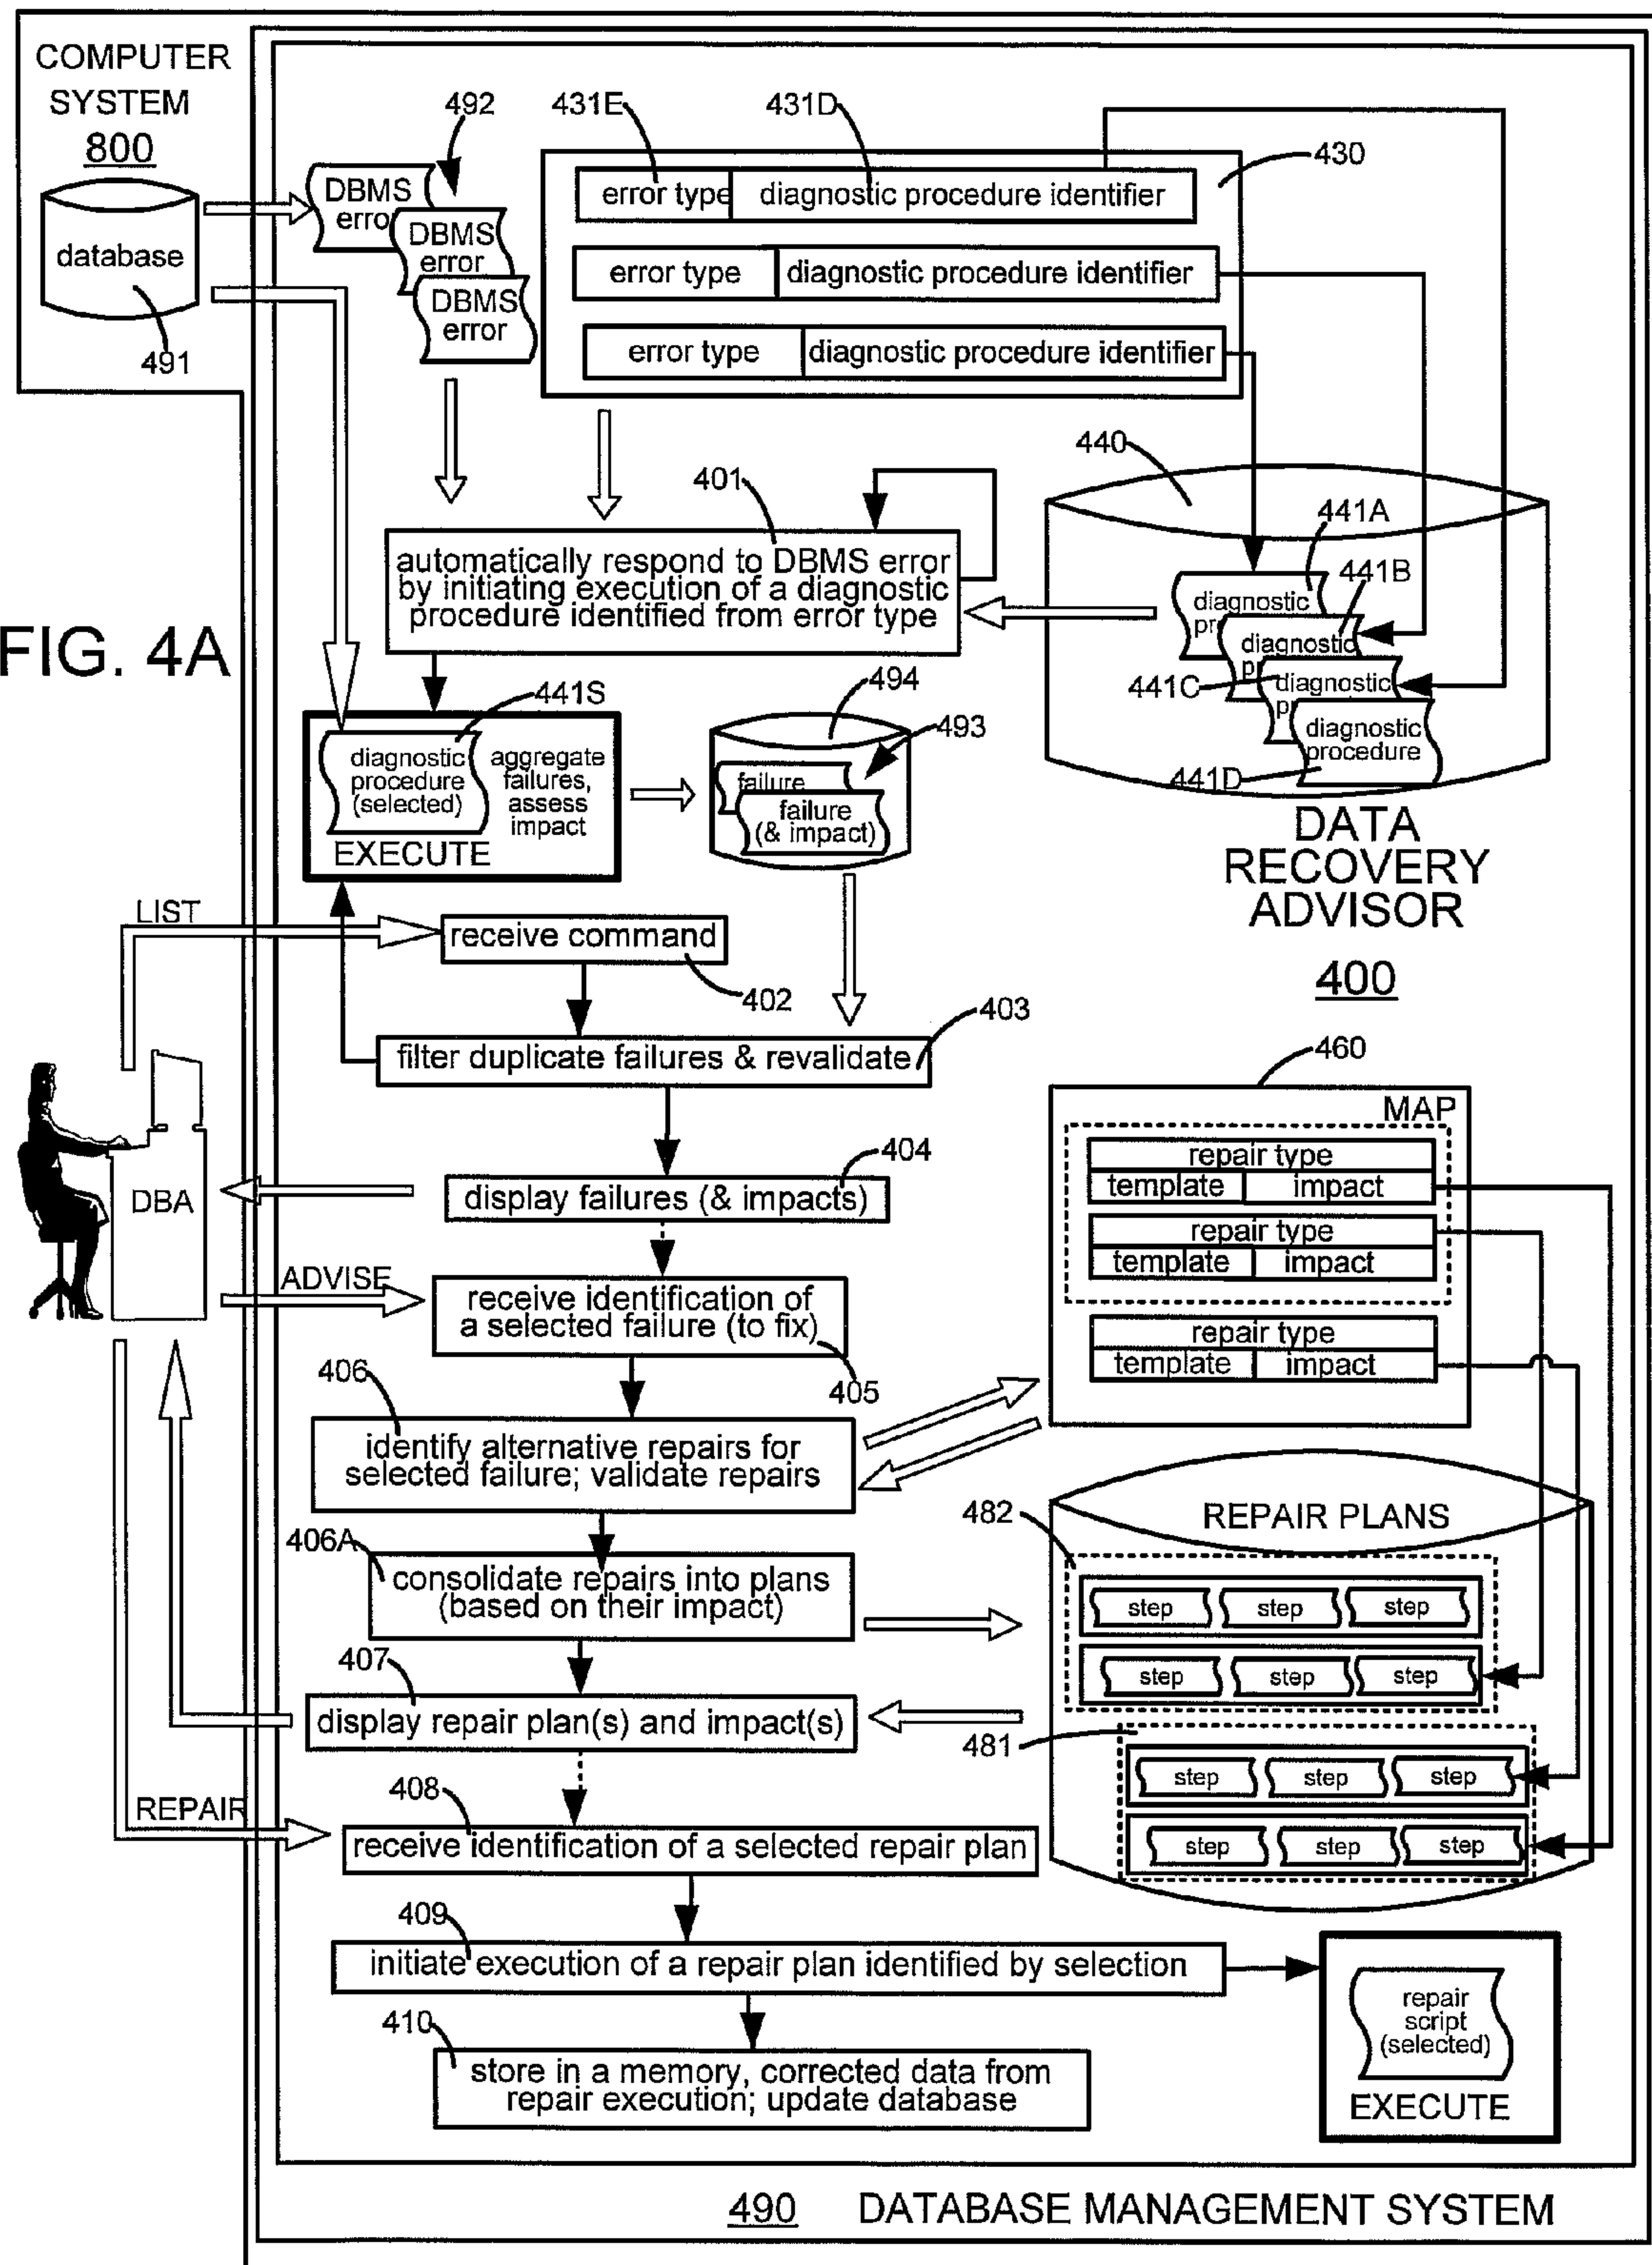 COMPUTER
SYSTEM
800
database
491
492
DBMS
erro
DBMS
error
DBMS
error
431E
431D
430
error type
diagnostic procedure identifier
error type
diagnostic procedure identifier
error type
diagnostic procedure identifier
FIG. 4A
401
automatically respond to DBMS error
by initiating execution of a diagnostic
procedure identified from error type
440
441A
441B
441C
441D
diagnostic
pr
diagnostic
p
diagnostic
p
diagnostic
procedure
DATA
RECOVERY
ADVISOR
400
441S
diagnostic
procedure
(selected)
aggregate
failures,
assess
impact
EXECUTE
494
493
failure
failure
(& impact)
LIST
receive command
402
403
filter duplicate failures & revalidate
404
display failures (& impacts)
DBA
ADVISE
receive identification of
a selected failure (to fix)
405
406
identify alternative repairs for
selected failure; validate repairs
406A
consolidate repairs into plans
(based on their impact)
407
display repair plan(s) and impact(s)
REPAIR
408
receive identification of a selected repair plan
409
initiate execution of a repair plan identified by selection
410
store in a memory, corrected data from
repair execution; update database
460
MAP
repair type
template
impact
repair type
template
impact
repair type
template
impact
REPAIR PLANS
482
step
step
step
step
step
step
481
step
step
step
step
step
step
repair
script
(selected)
EXECUTE
490 DATABASE MANAGEMENT SYSTEM